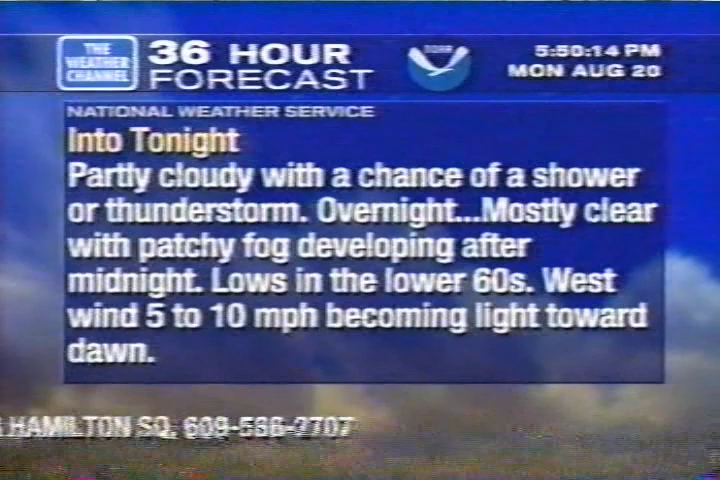 THE
WEATHER
CHANNEL
36 HOUR
FORECAST
NOAA
5:50:14 PM
MON AUG 20
NATIONAL WEATHER SERVICE
Into Tonight
Partly cloudy with a chance of a shower
or thunderstorm. Overnight...Mostly clear
with patchy fog developing after
midnight. Lows in the lower 60s. West
wind 5 to 10 mph becoming light toward
dawn.
HAMILTON SQ. 609-586-2707